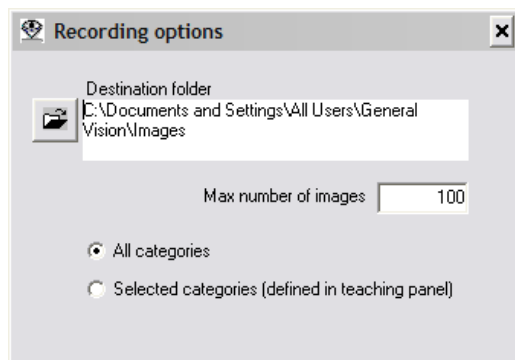 Recording options
Destination folder
C:\Documents and Settings\All Users\General
Vision\Images
Max number of images 100
All categories
Selected categories (defined in teaching panel)